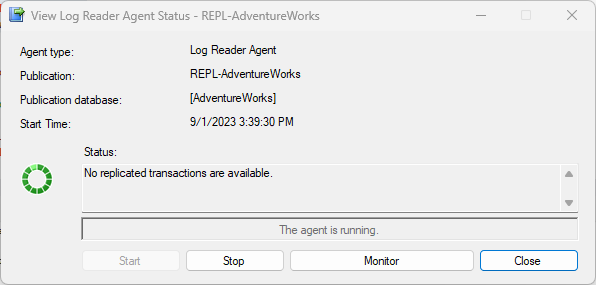 View Log Reader Agent Status - REPL-AdventureWorks
Agent type: Log Reader Agent
Publication: REPL-AdventureWorks
Publication database: [AdventureWorks]
Start Time: 9/1/2023 3:39:30 PM
Status:
No replicated transactions are available.
The agent is running.
Start Stop Monitor Close